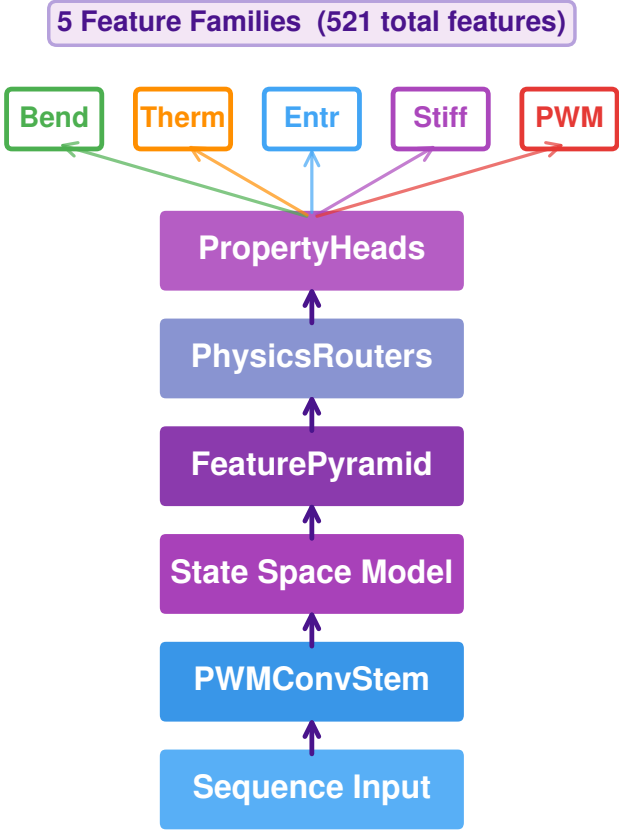 5 Feature Families (521 total features)
Bend Therm Entr Stiff PWM
PropertyHeads
PhysicsRouters
FeaturePyramid
State Space Model
PWMConvStem
Sequence Input